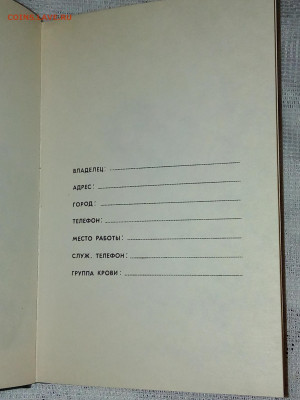 ВЛАДЕЛЕЦ:
АДРЕС:
ГОРОД:
ТЕЛЕФОН:
МЕСТО РАБОТЫ:
СЛУЖ. ТЕЛЕФОН:
ГРУППА КРОВИ: